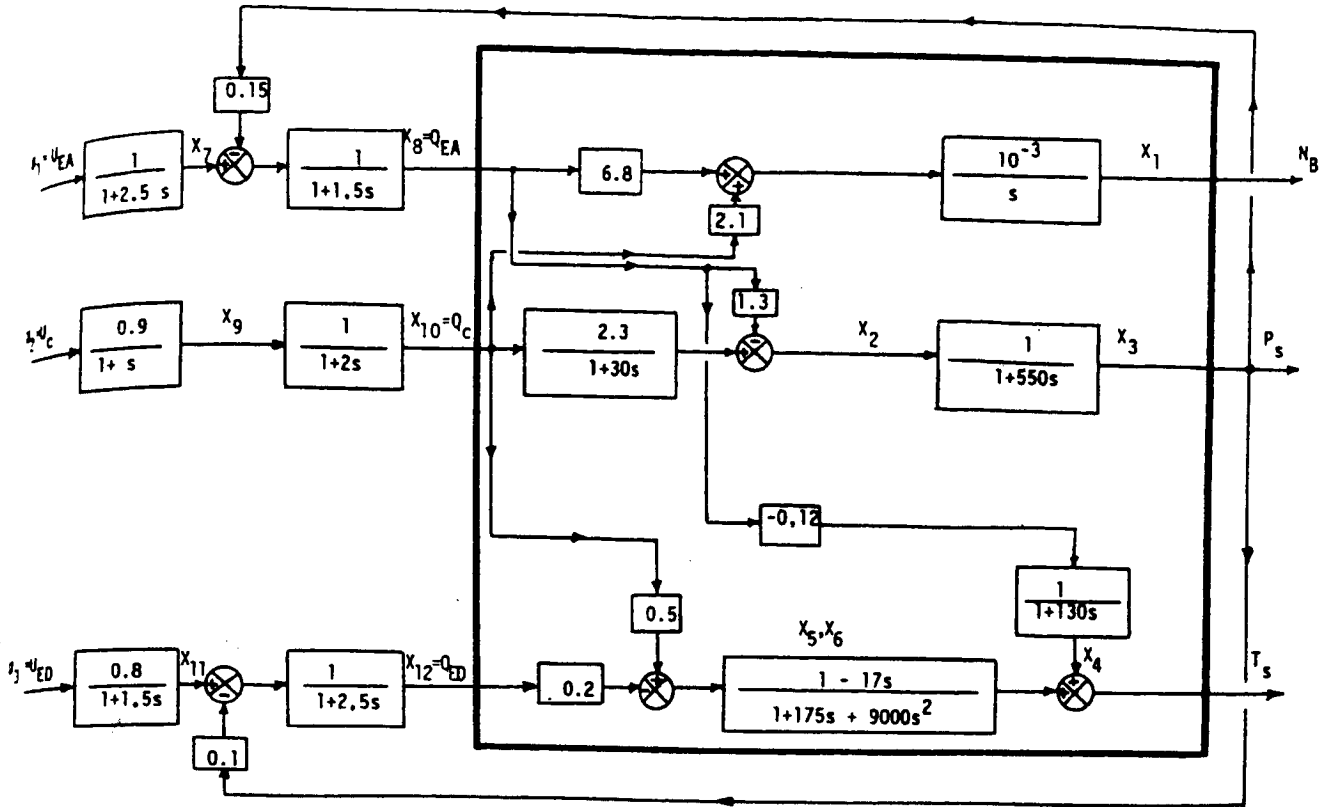 0.15
X7
1
1+2.5 s
1
1+1.5s
X8=QEA
6.8
2.1
10-3
s
X1
NB
1.3
0.9
1+ s
X9
1
1+2s
X10=Qc
2.3
1+30s
X2
1
1+550s
X3
Ps
-0,12
1
1+130s
X4
0.5
X5,X6
0.8
1+1.5s
X11
1
1+2,5s
X12=QED
0.2
1 - 17s
1+175s + 9000s2
Ts
0.1